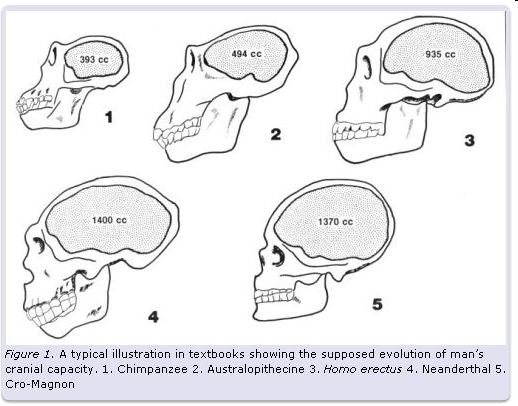 393 cc
1
494 cc
2
935 cc
3
1400 cc
4
1370 cc
5
Figure 1. A typical illustration in textbooks showing the supposed evolution of man's
cranial capacity. 1. Chimpanzee 2. Australopithecine 3. Homo erectus 4. Neanderthal 5.
Cro-Magnon